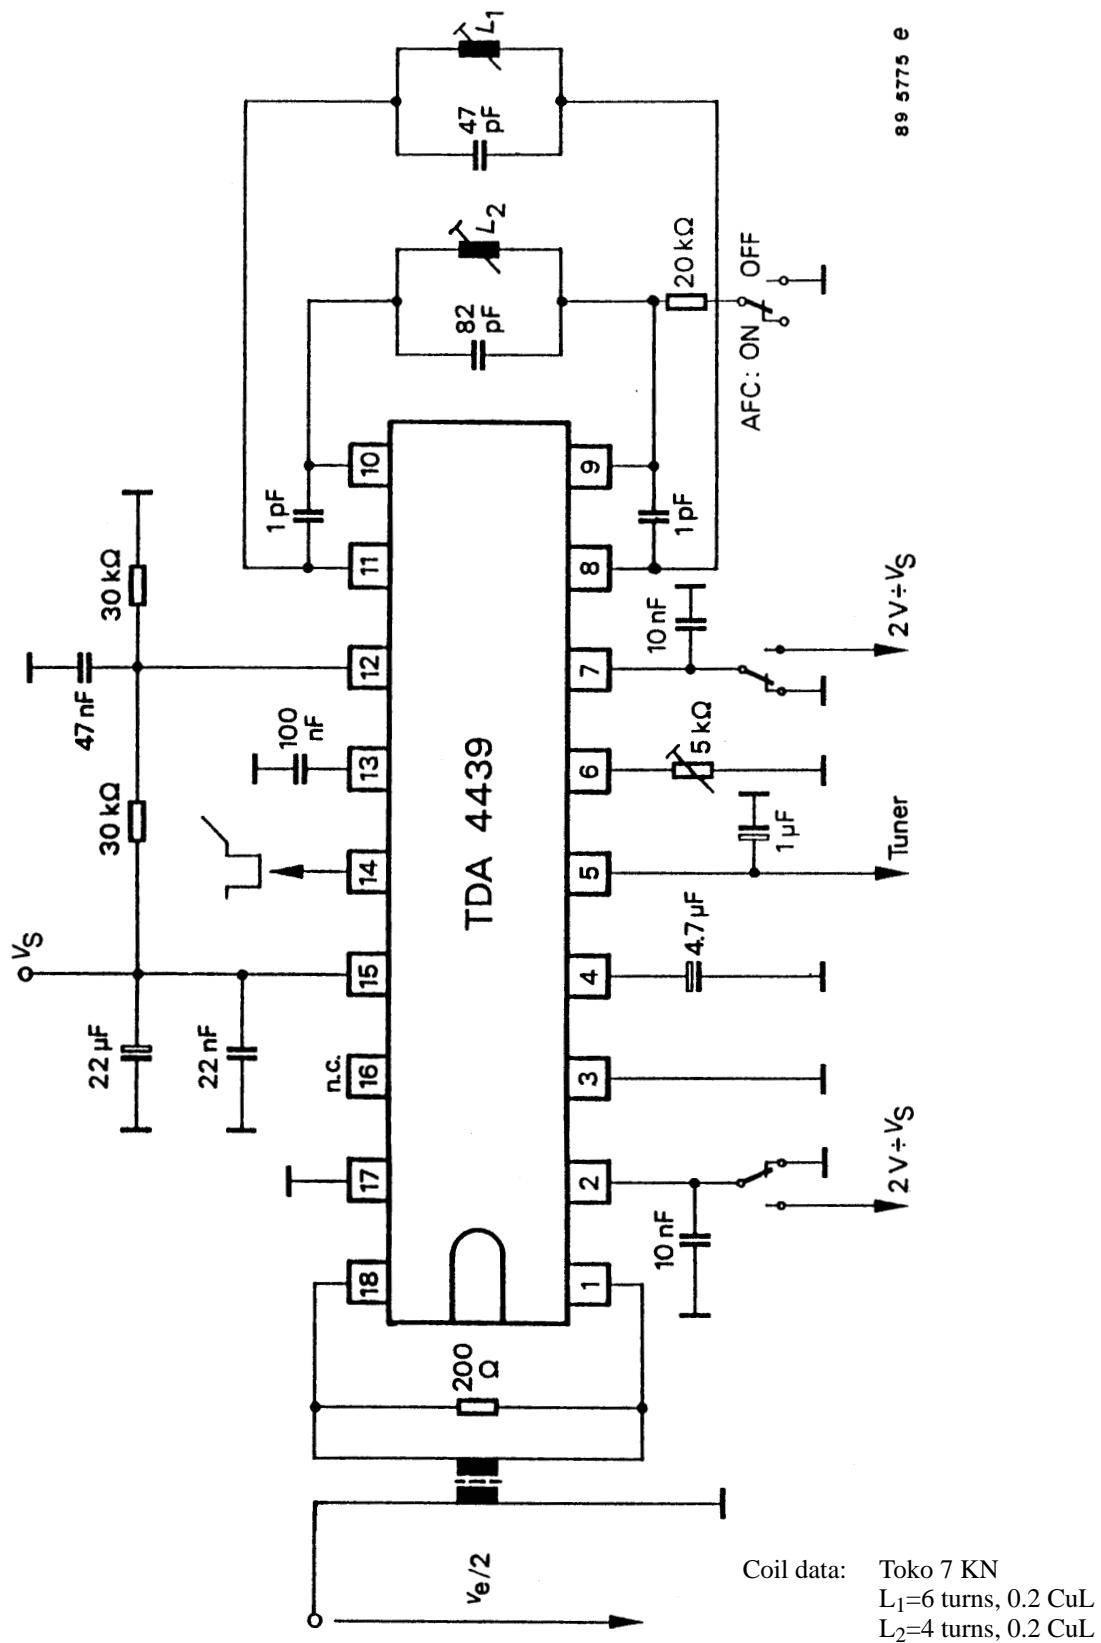 89 5775 e
L1
47 pF
L2
82 pF
20 kΩ
AFC: ON OFF
1 pF
1 pF
10
11
12
13
14
15
16
17
18
9
8
7
6
5
4
3
2
1
n.c.
TDA 4439
30 kΩ
47 nF
30 kΩ
100 nF
VS
22 µF
22 nF
10 nF
2 V÷VS
5 kΩ
1 µF
Tuner
4.7 µF
10 nF
2 V÷VS
200 Ω
ve/2
Coil data: Toko 7 KN
L1=6 turns, 0.2 CuL
L2=4 turns, 0.2 CuL